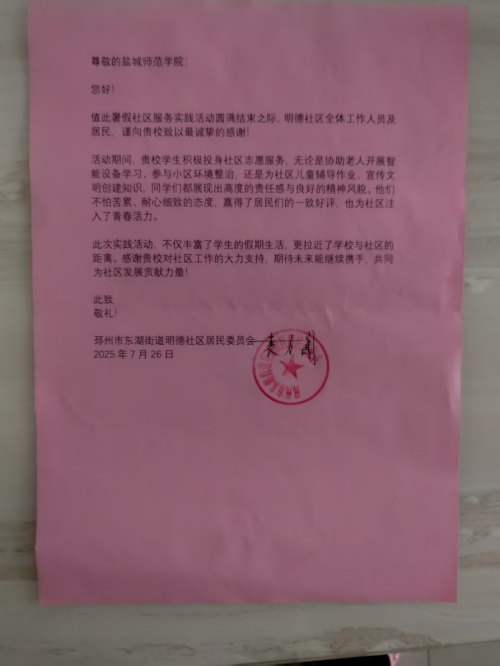 尊敬的盐城师范学院：
您好！
值此暑假社区服务实践活动圆满结束之际，明德社区全体工作人员及
居民，谨向贵校致以最诚挚的感谢！
活动期间，贵校学生积极投身社区志愿服务，无论是协助老人开展智
能设备学习、参与小区环境整治、还是为社区儿童辅导作业、宣传文
明创建知识，同学们都展现出高度的责任感与良好的精神风貌。他们
不怕苦累、耐心细致的态度，赢得了居民们的一致好评，也为社区注
入了青春活力。
此次实践活动，不仅丰富了学生的假期生活，更拉近了学校与社区的
距离。感谢贵校对社区工作的大力支持，期待未来能继续携手，共同
为社区发展贡献力量！
此致
敬礼！
邳州市东湖街道明德社区居民委员会
2025 年 7 月 26 日